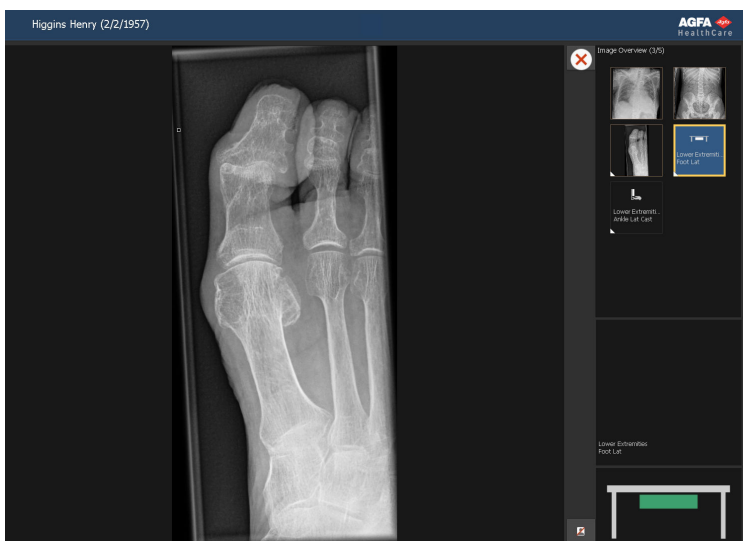 Higgins Henry (2/2/1957)
AGFA
HealthCare
Image Overview (3/5)
Lower Extremiti...
Foot Lat
Lower Extremiti...
Ankle Lat Cast
Lower Extremities
Foot Lat